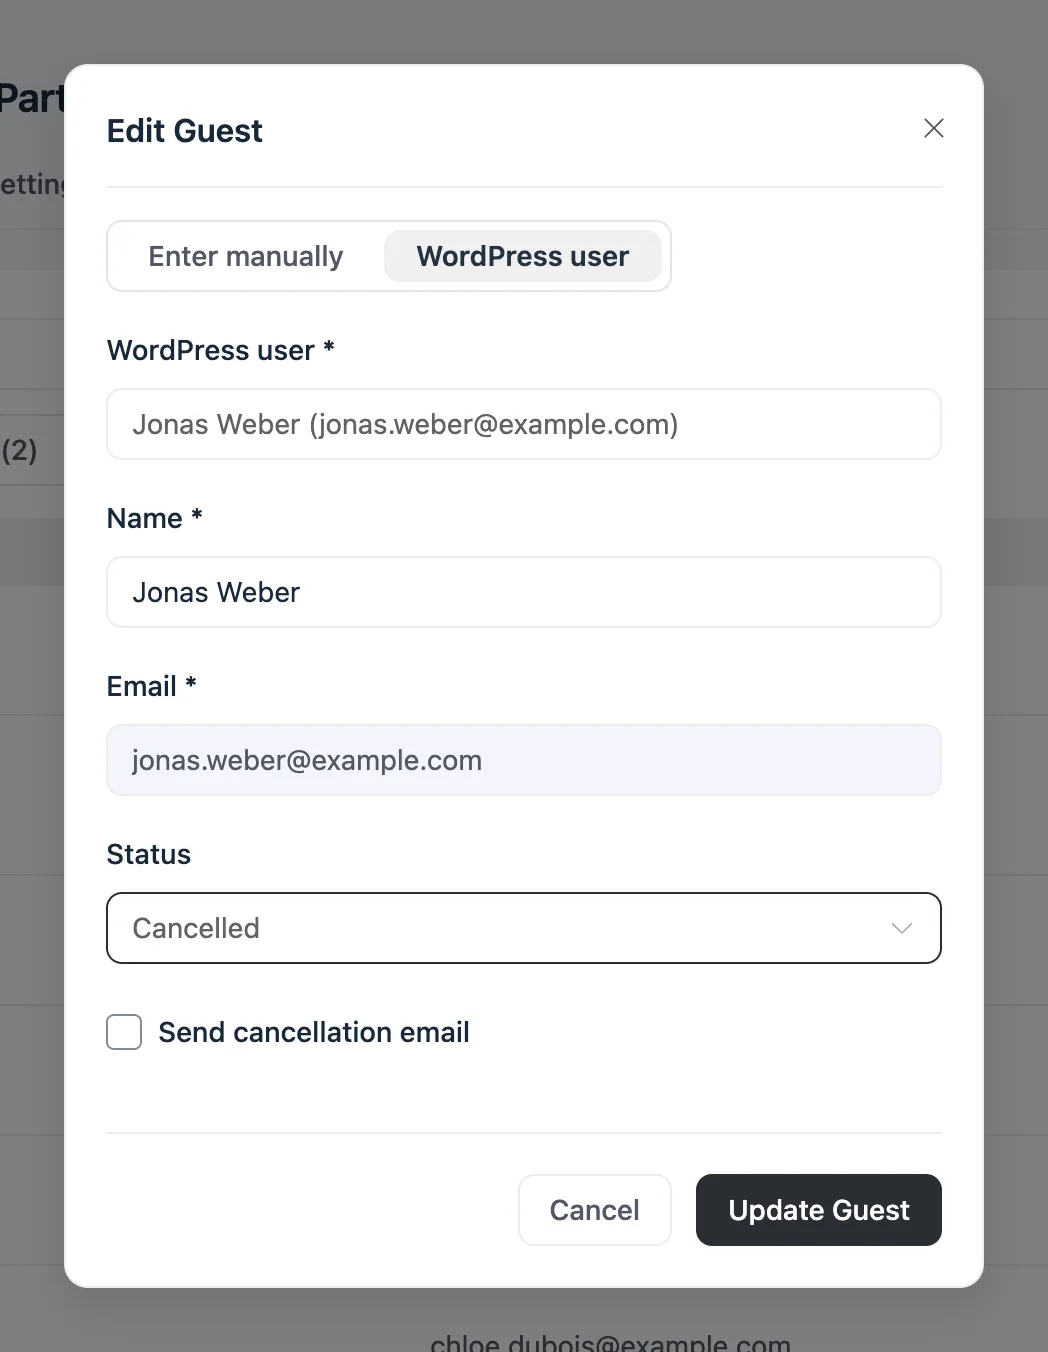 Part
Edit Guest
etting
Enter manually
WordPress user
WordPress user *
Jonas Weber (jonas.weber@example.com)
(2)
Name *
Jonas Weber
Email *
jonas.weber@example.com
Status
Cancelled
Send cancellation email
Cancel
Update Guest
chloe.dubois@example.com